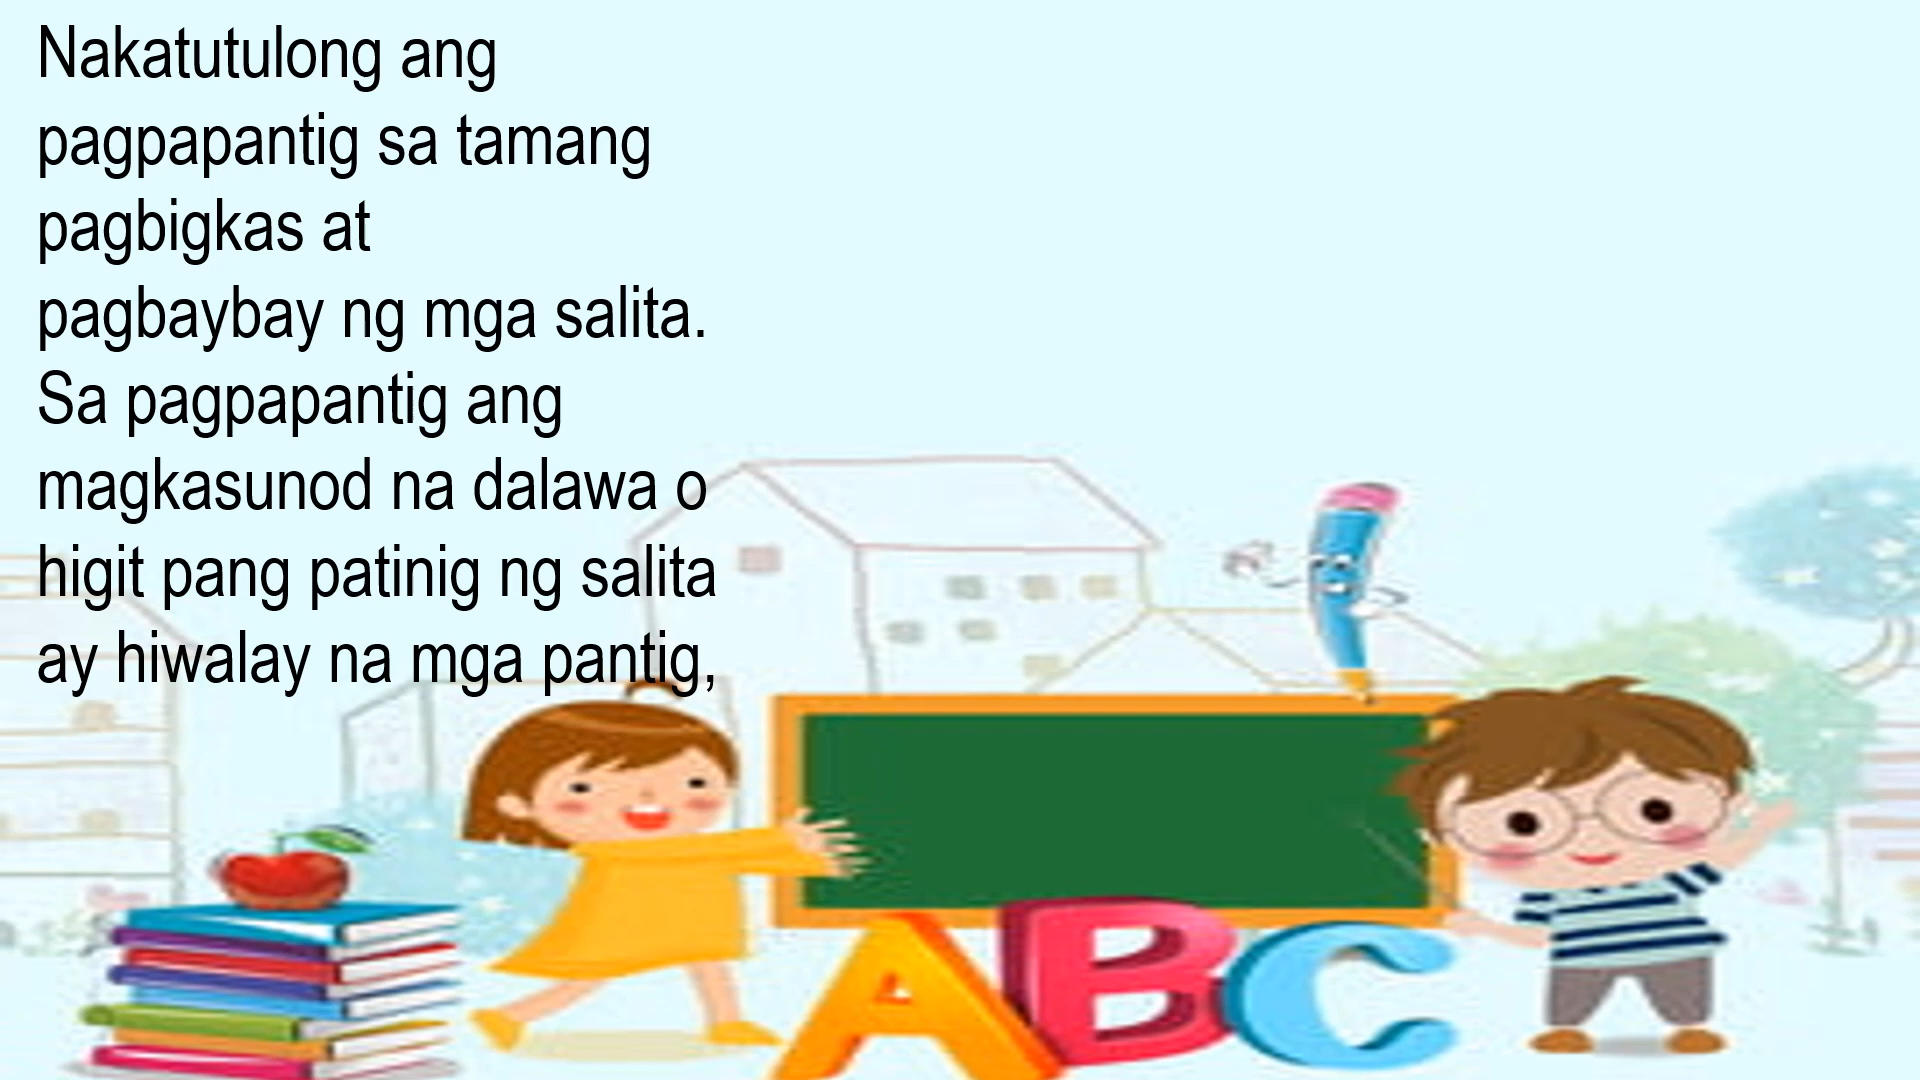 Nakatutulong ang
pagpapantig sa tamang
pagbigkas at
pagbaybay ng mga salita.
Sa pagpapantig ang
magkasunod na dalawa o
higit pang patinig ng salita
ay hiwalay na mga pantig,
ABC